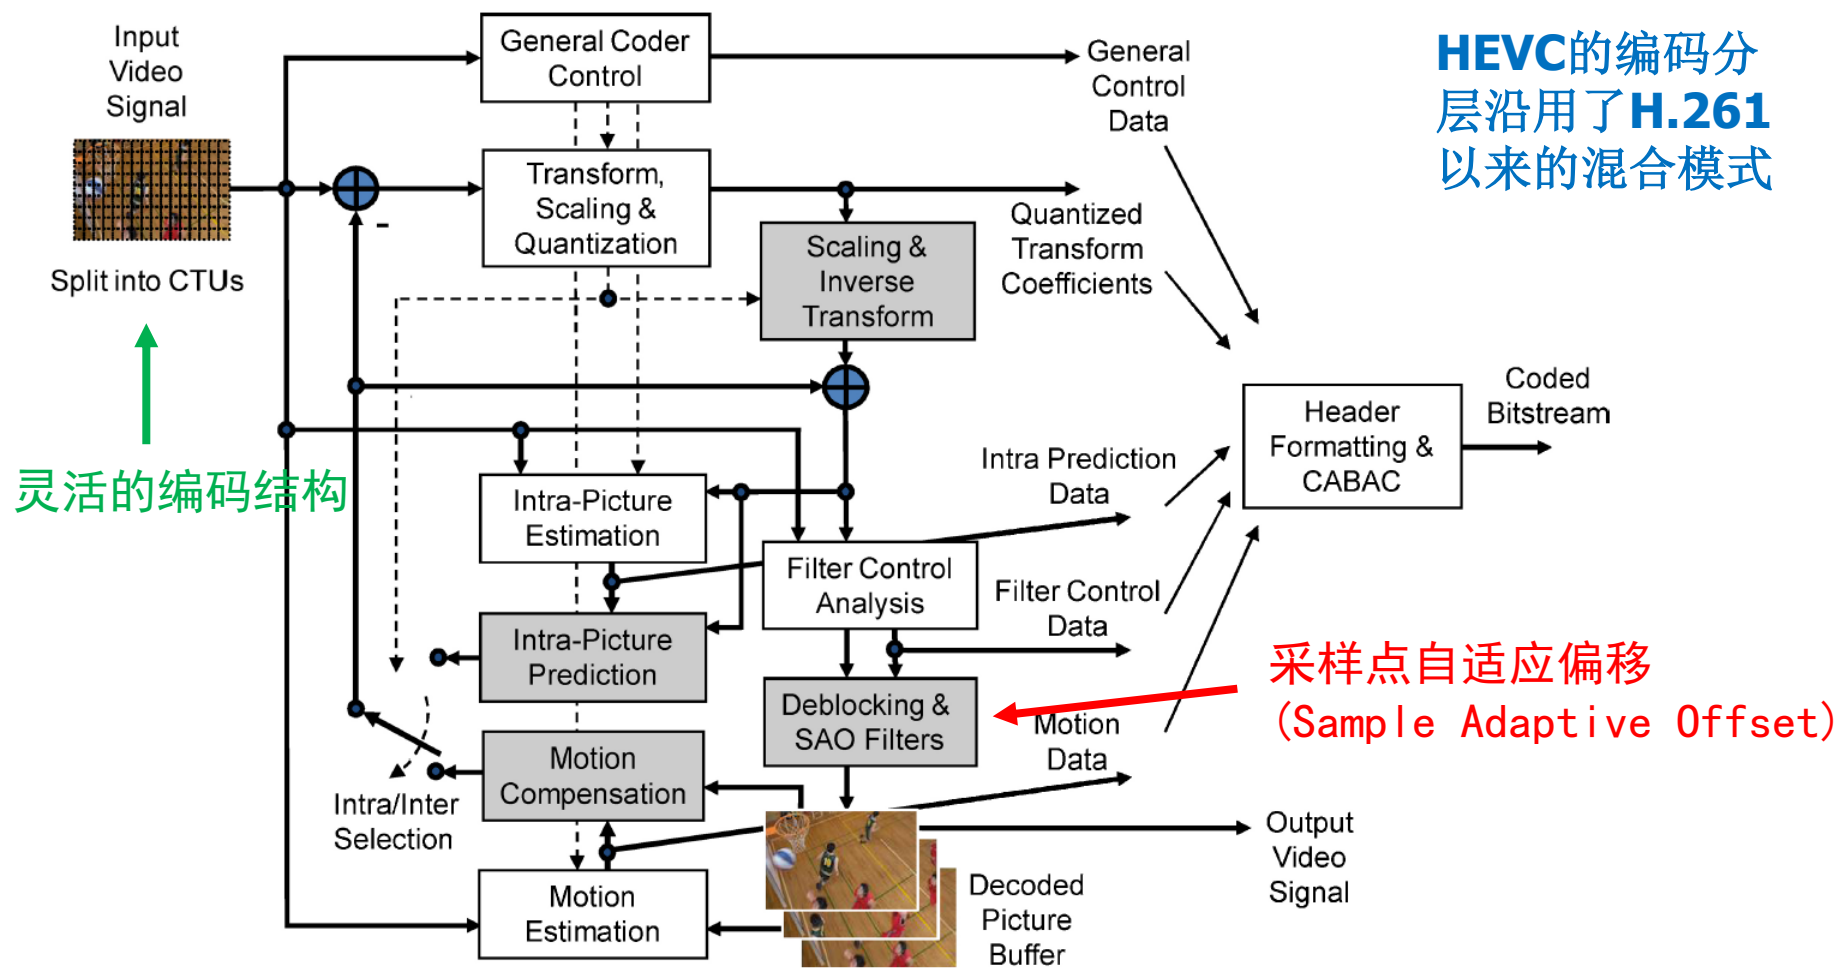 Input
Video
Signal
Split into CTUs
灵活的编码结构
General Coder
Control
Transform,
Scaling &
Quantization
Scaling &
Inverse
Transform
General
Control
Data
Quantized
Transform
Coefficients
HEVC的编码分
层沿用了H.261
以来的混合模式
Intra-Picture
Estimation
Intra-Picture
Prediction
Motion
Compensation
Motion
Estimation
Intra/Inter
Selection
Filter Control
Analysis
Deblocking &
SAO Filters
Intra Prediction
Data
Filter Control
Data
Motion
Data
Header
Formatting &
CABAC
Coded
Bitstream
采样点自适应偏移
(Sample Adaptive Offset)
Output
Video
Signal
Decoded
Picture
Buffer
-